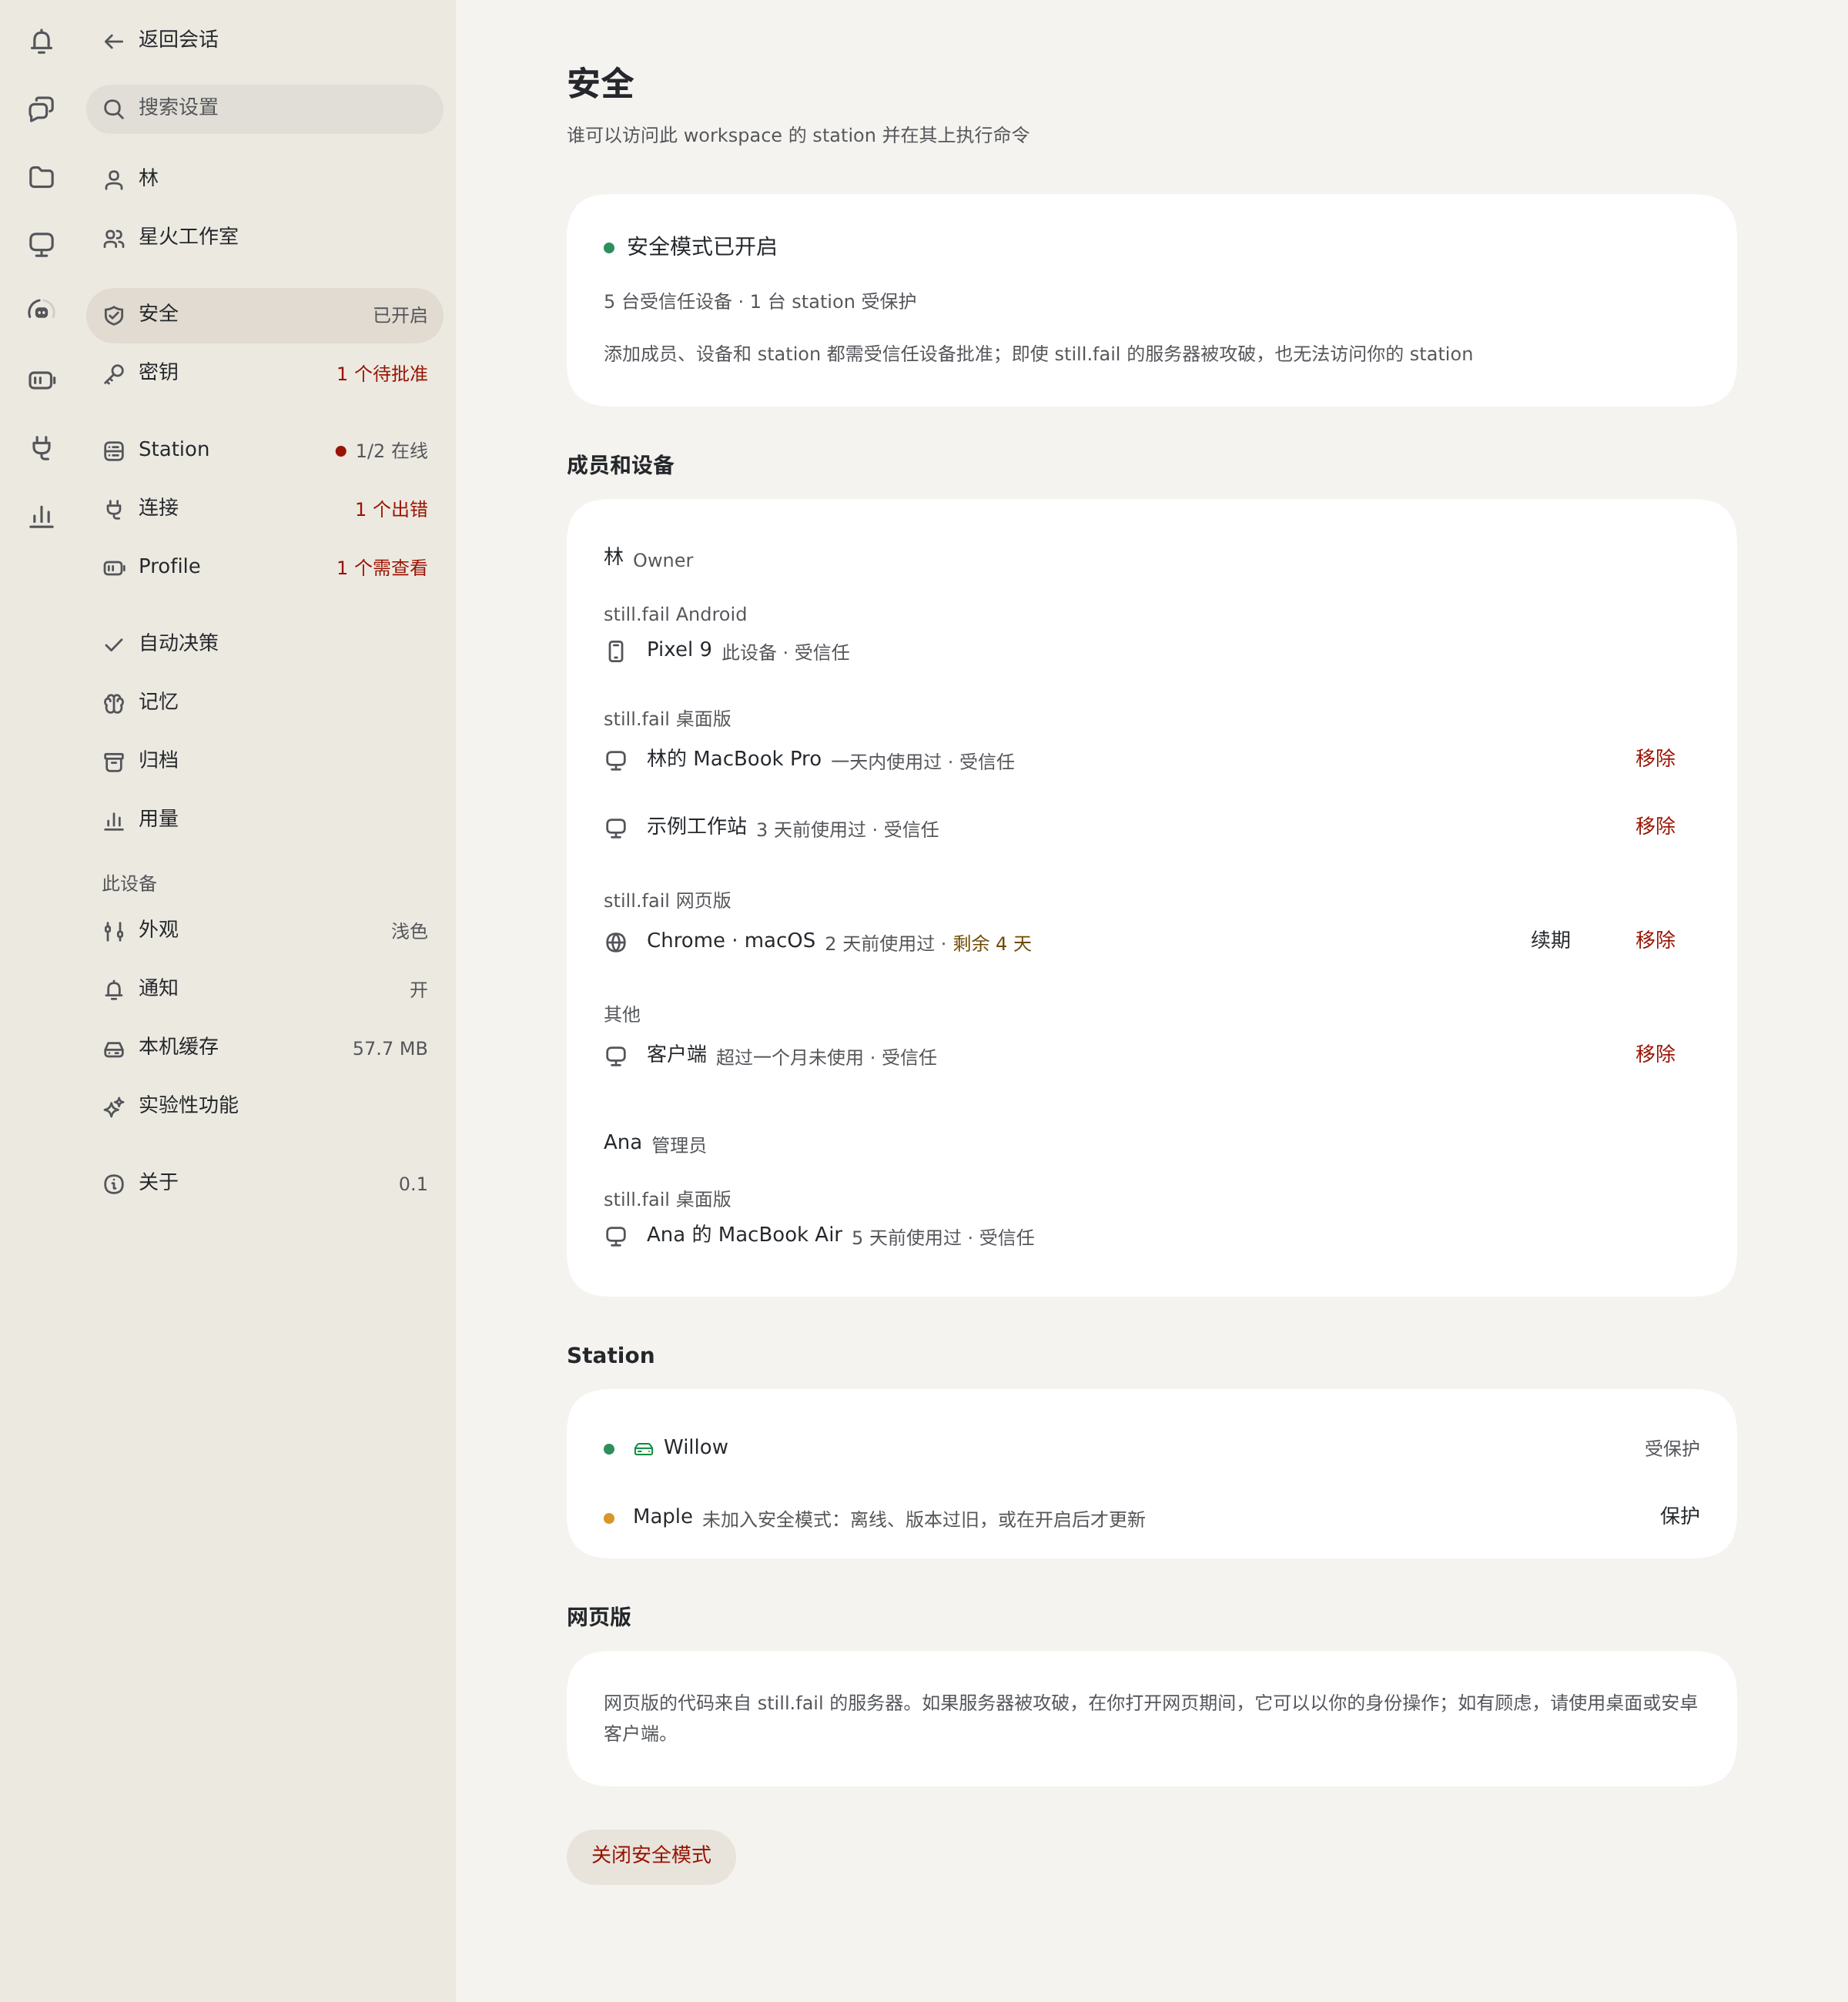 返回会话
搜索设置
林
星火工作室
安全 已开启
密钥 1 个待批准
Station 1/2 在线
连接 1 个出错
Profile 1 个需查看
自动决策
记忆
归档
用量
此设备
外观 浅色
通知 开
本机缓存 57.7 MB
实验性功能
关于 0.1
安全
谁可以访问此 workspace 的 station 并在其上执行命令
安全模式已开启
5 台受信任设备 · 1 台 station 受保护
添加成员、设备和 station 都需受信任设备批准；即使 still.fail 的服务器被攻破，也无法访问你的 station
成员和设备
林 Owner
still.fail Android
Pixel 9 此设备 · 受信任
still.fail 桌面版
林的 MacBook Pro 一天内使用过 · 受信任 移除
示例工作站 3 天前使用过 · 受信任 移除
still.fail 网页版
Chrome · macOS 2 天前使用过 · 剩余 4 天 续期 移除
其他
客户端 超过一个月未使用 · 受信任 移除
Ana 管理员
still.fail 桌面版
Ana 的 MacBook Air 5 天前使用过 · 受信任
Station
Willow 受保护
Maple 未加入安全模式：离线、版本过旧，或在开启后才更新 保护
网页版
网页版的代码来自 still.fail 的服务器。如果服务器被攻破，在你打开网页期间，它可以以你的身份操作；如有顾虑，请使用桌面或安卓
客户端。
关闭安全模式